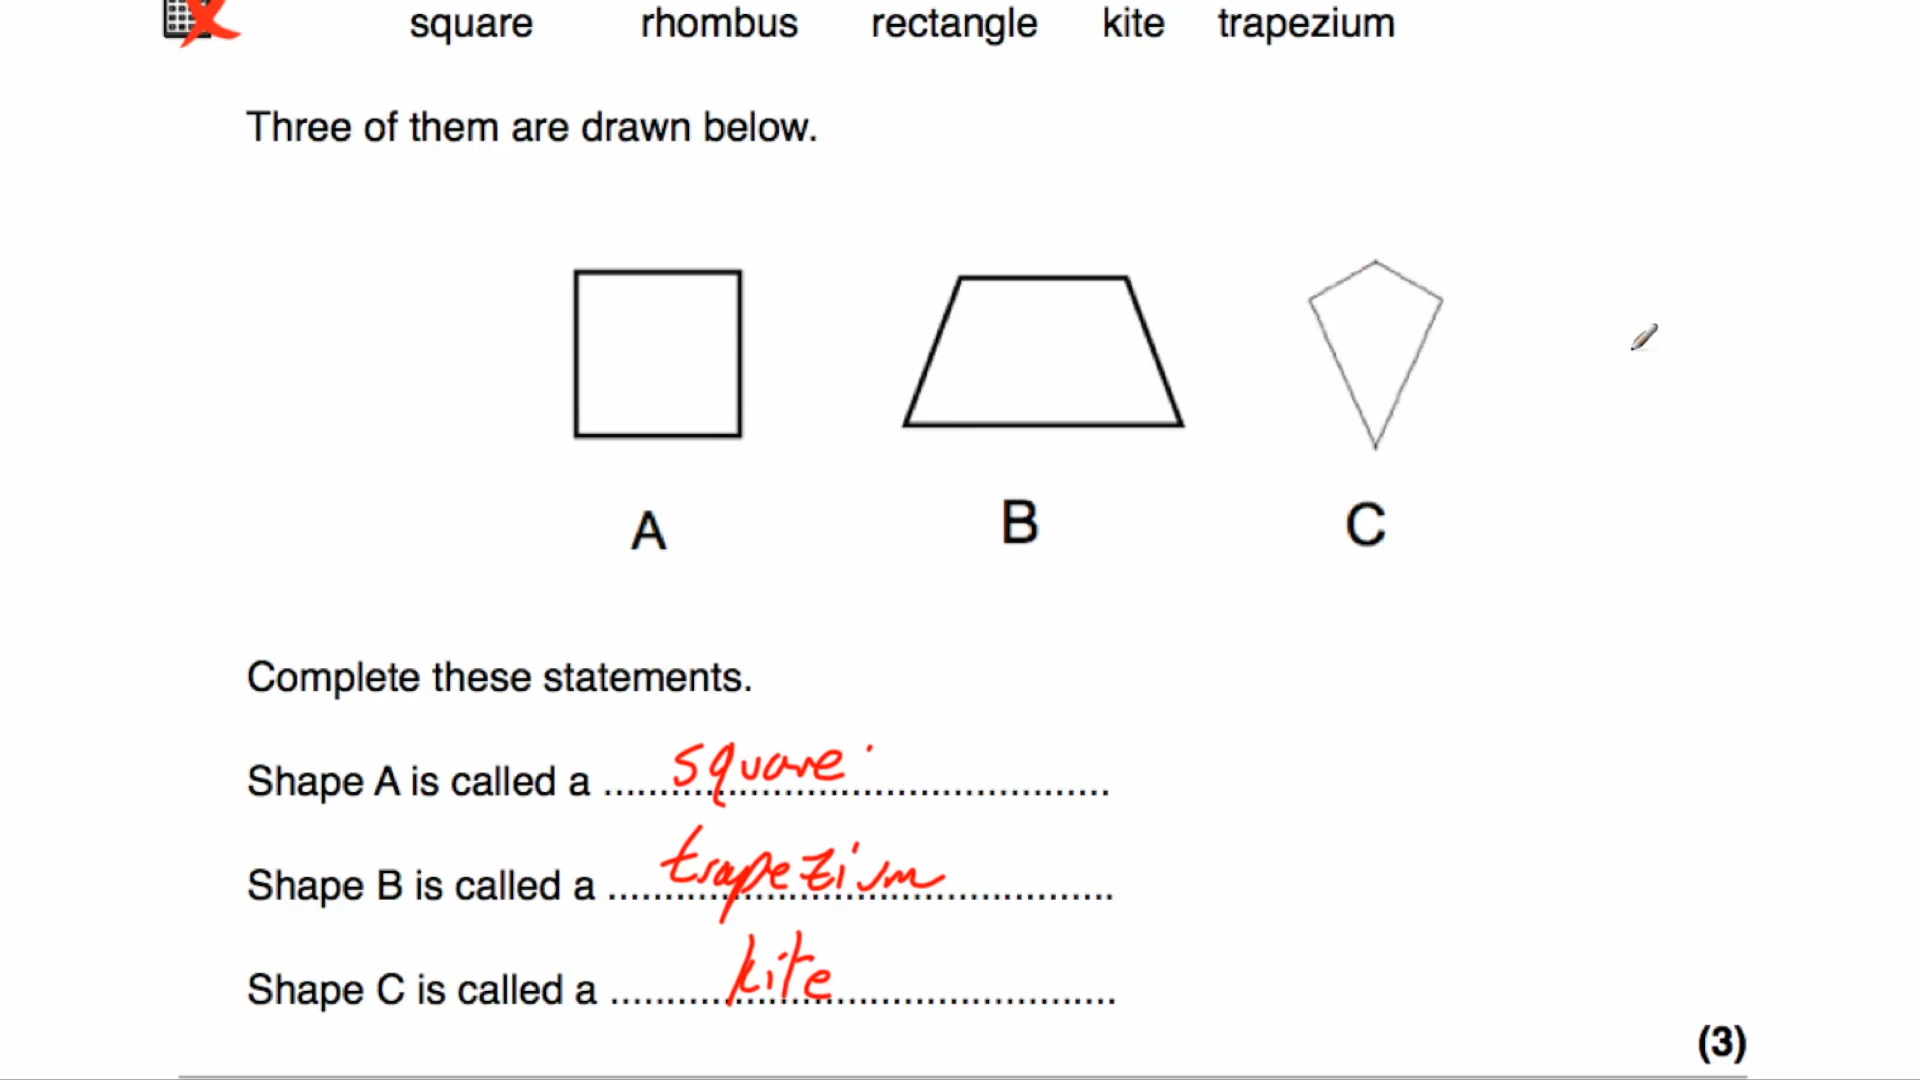 square rhombus rectangle kite trapezium
Three of them are drawn below.
A B C
Complete these statements.
Shape A is called a .......square.......
Shape B is called a .......trapezium.......
Shape C is called a .......kite.......
(3)